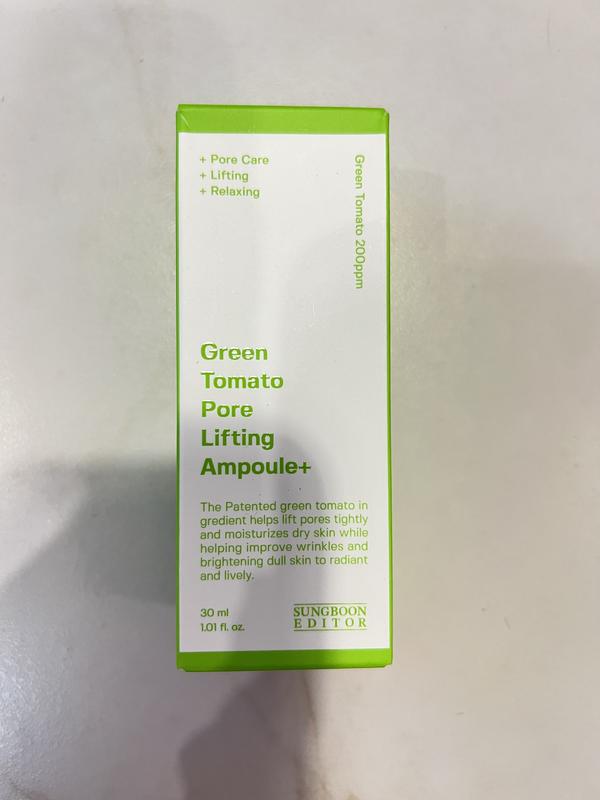 + Pore Care
+ Lifting
+ Relaxing
Green Tomato 200ppm
Green
Tomato
Pore
Lifting
Ampoule+
The Patented green tomato in
gredient helps lift pores tightly
and moisturizes dry skin while
helping improve wrinkles and
brightening dull skin to radiant
and lively.
30 ml
1.01 fl. oz.
SUNGBOON
EDITOR